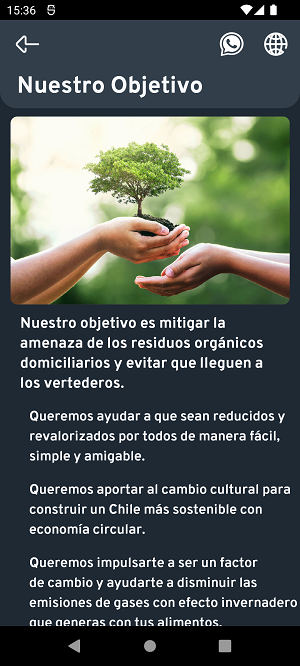 15:36
Nuestro Objetivo
Nuestro objetivo es mitigar la
amenaza de los residuos orgánicos
domiciliarios y evitar que lleguen a
los vertederos.
Queremos ayudar a que sean reducidos y
revalorizados por todos de manera fácil,
simple y amigable.
Queremos aportar al cambio cultural para
construir un Chile más sostenible con
economía circular.
Queremos impulsarte a ser un factor
de cambio y ayudarte a disminuir las
emisiones de gases con efecto invernadero
que generas con tus alimentos.